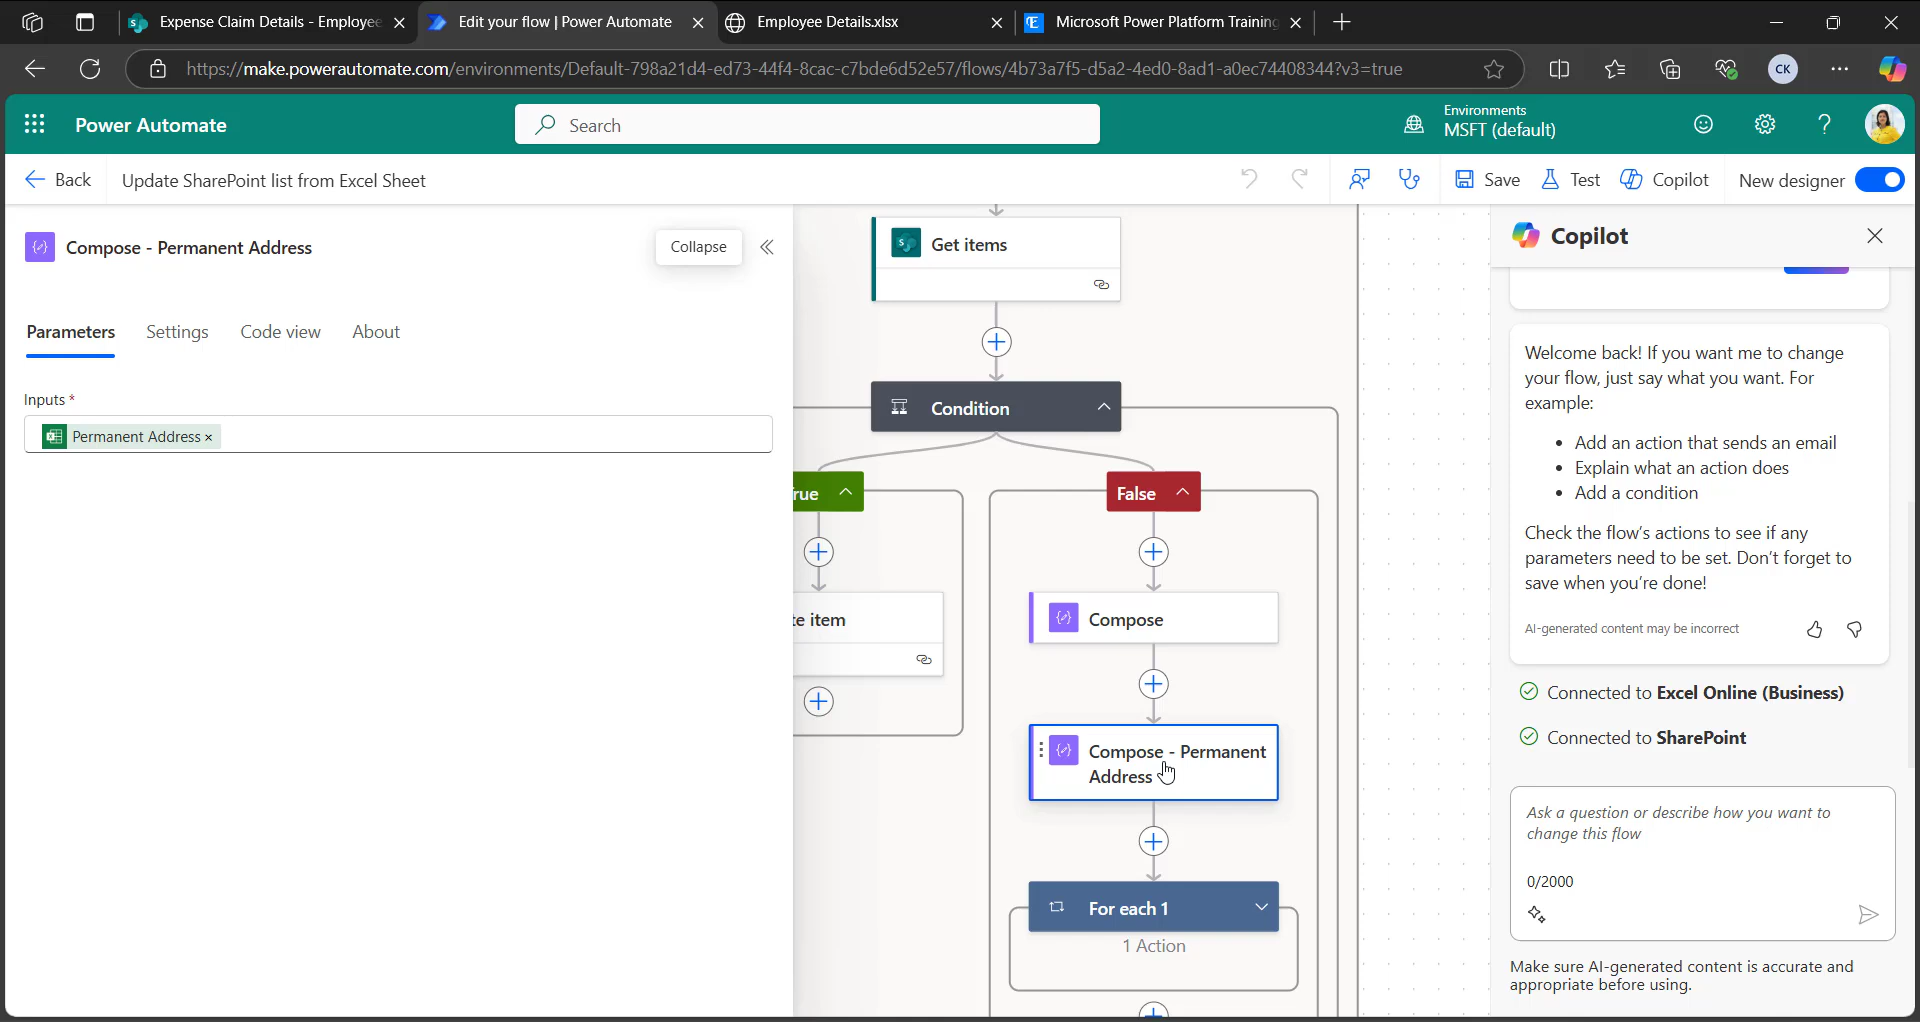 Expense Claim Details - Employee
Edit your flow | Power Automate
Employee Details.xlsx
Microsoft Power Platform Training
https://make.powerautomate.com/environments/Default-798a21d4-ed73-44f4-8cac-c7bde6d52e57/flows/4b73a7f5-d5a2-4ed0-8ad1-a0ec74408344?v3=true
CK
Power Automate
Search
Environments
MSFT (default)
Back
Update SharePoint list from Excel Sheet
Save
Test
Copilot
New designer
Compose - Permanent Address
Collapse
Parameters
Settings
Code view
About
Inputs *
Permanent Address ×
Get items
Condition
rue
False
te item
Compose
Compose - Permanent
Address
For each 1
1 Action
Copilot
Welcome back! If you want me to change
your flow, just say what you want. For
example:
• Add an action that sends an email
• Explain what an action does
• Add a condition
Check the flow's actions to see if any
parameters need to be set. Don't forget to
save when you're done!
AI-generated content may be incorrect
Connected to Excel Online (Business)
Connected to SharePoint
Ask a question or describe how you want to
change this flow
0/2000
Make sure AI-generated content is accurate and
appropriate before using.